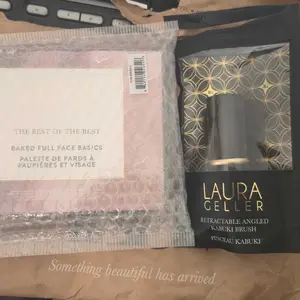 THE BEST OF THE BEST
BAKED FULL FACE BASICS
PALETTE DE FARDS À
PAUPIÈRES ET VISAGE
LAURA
GELLER
RETRACTABLE ANGLED
KABUKI BRUSH
PINCEAU KABUKI
Something beautiful has arrived